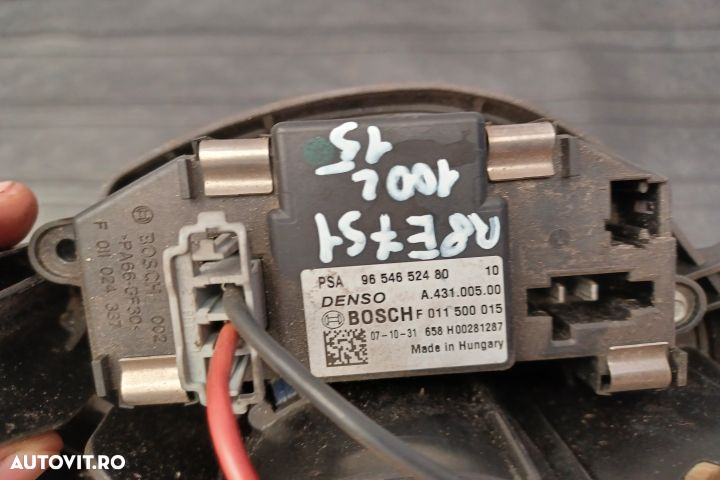 15
100L
R8E751
PSA 96 546 524 80 10
DENSO A.431.005.00
BOSCH F 011 500 015
07-10-31 658 H00281287
Made in Hungary
BOSCH 002
>PA66-GF30<
F 011 024 337
AUTOVIT.RO